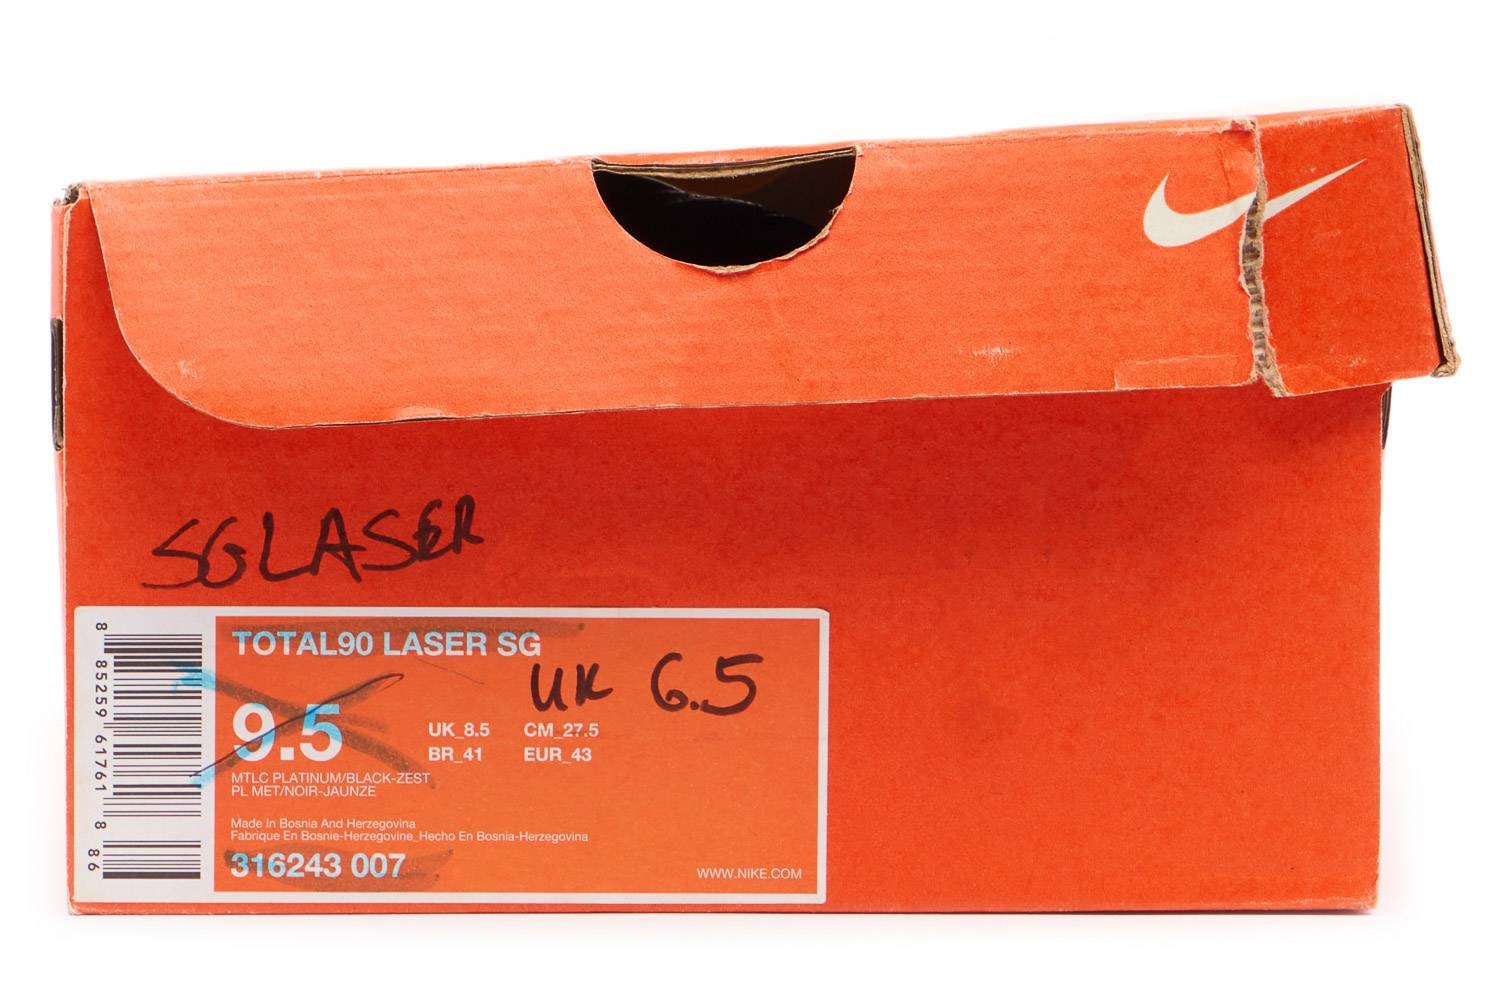 SG LASER
TOTAL90 LASER SG
UK 6.5
9.5
UK_8.5 CM_27.5
BR_41 EUR_43
MTLC PLATINUM/BLACK-ZEST
PL MET/NOIR-JAUNZE
Made In Bosnia And Herzegovina
Fabrique En Bosnie-Herzegovine_Hecho En Bosnia-Herzegovina
316243 007
WWW.NIKE.COM
8 85259 61761 8 86